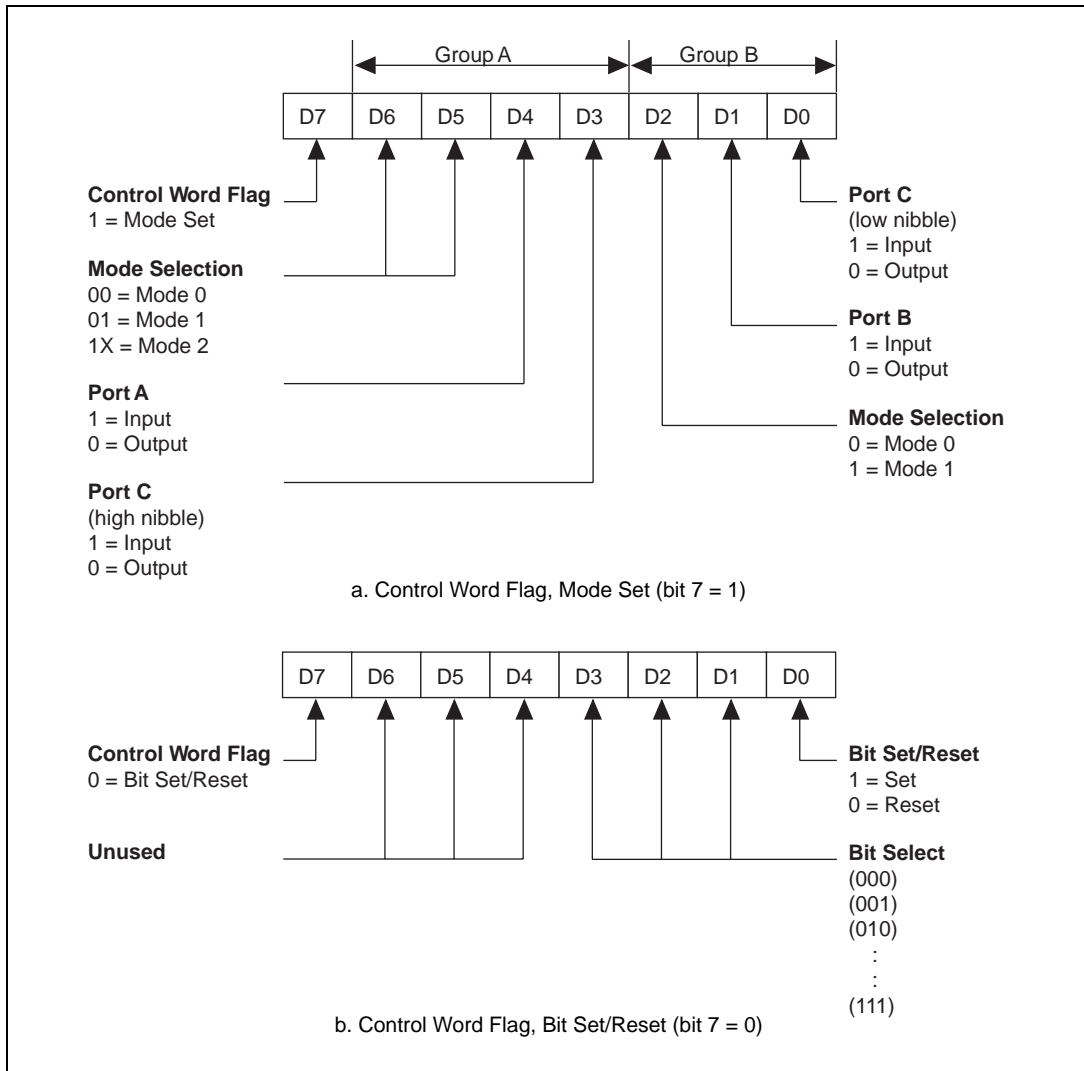 Group A
Group B
D7 D6 D5 D4 D3 D2 D1 D0
Control Word Flag
1 = Mode Set
Mode Selection
00 = Mode 0
01 = Mode 1
1X = Mode 2
Port A
1 = Input
0 = Output
Port C
(high nibble)
1 = Input
0 = Output
Port C
(low nibble)
1 = Input
0 = Output
Port B
1 = Input
0 = Output
Mode Selection
0 = Mode 0
1 = Mode 1
a. Control Word Flag, Mode Set (bit 7 = 1)
D7 D6 D5 D4 D3 D2 D1 D0
Control Word Flag
0 = Bit Set/Reset
Unused
Bit Set/Reset
1 = Set
0 = Reset
Bit Select
(000)
(001)
(010)
:
:
(111)
b. Control Word Flag, Bit Set/Reset (bit 7 = 0)